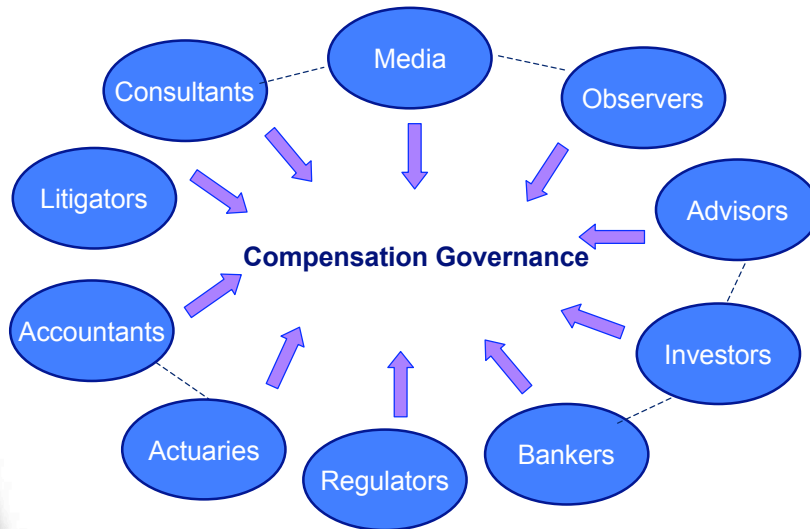 Media
Consultants
Observers
Litigators
Advisors
Compensation Governance
Accountants
Investors
Actuaries
Bankers
Regulators